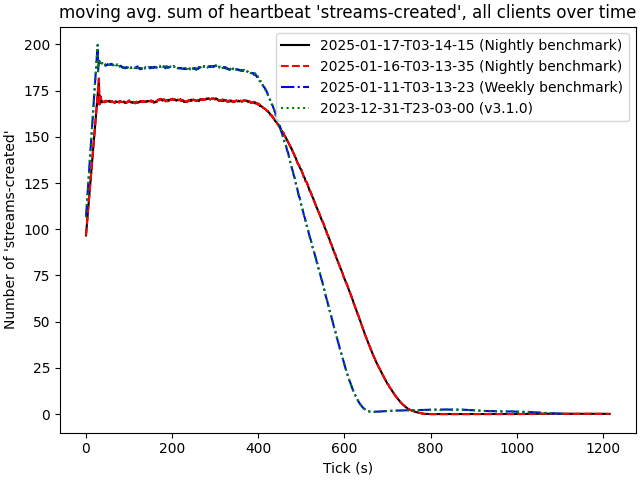 moving avg. sum of heartbeat 'streams-created', all clients over time
2025-01-17-T03-14-15 (Nightly benchmark)
2025-01-16-T03-13-35 (Nightly benchmark)
2025-01-11-T03-13-23 (Weekly benchmark)
2023-12-31-T23-03-00 (v3.1.0)
Number of 'streams-created'
200
175
150
125
100
75
50
25
0
0 200 400 600 800 1000 1200
Tick (s)